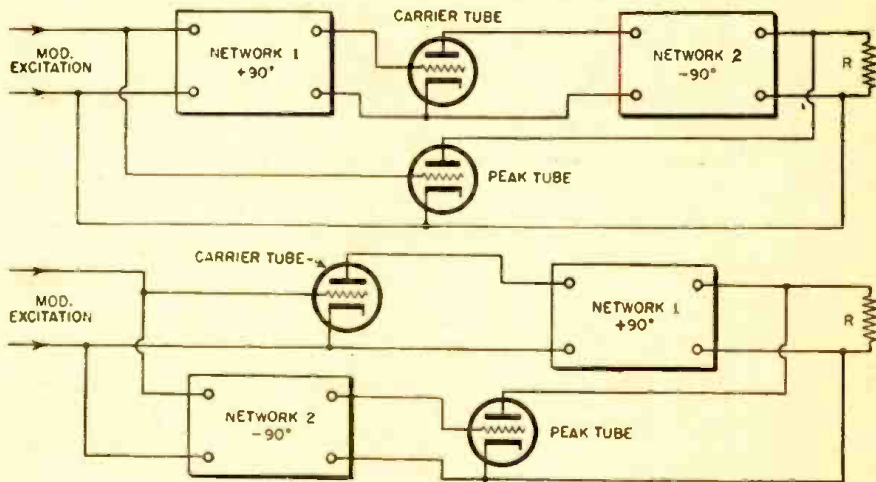 CARRIER TUBE
MOD.
EXCITATION
NETWORK 1
+90°
NETWORK 2
-90°
R
PEAK TUBE
CARRIER TUBE
MOD.
EXCITATION
NETWORK 1
+90°
R
NETWORK 2
-90°
PEAK TUBE